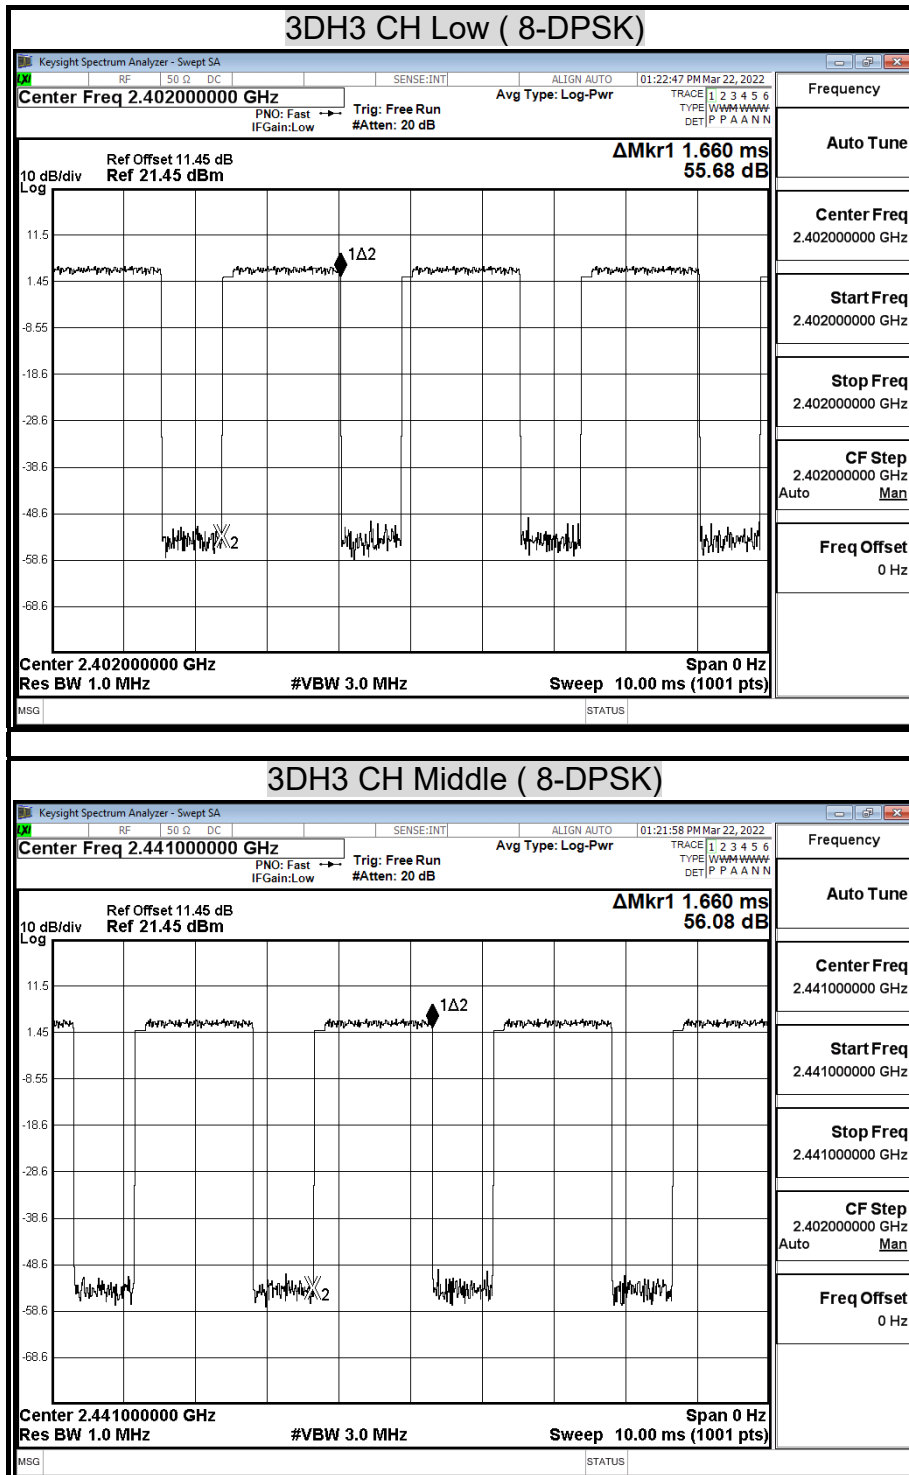 3DH3 CH Low ( 8-DPSK)
Keysight Spectrum Analyzer - Swept SA
LXI RF 50 Ω DC SENSE:INT ALIGN AUTO 01:22:47 PM Mar 22, 2022
Center Freq 2.402000000 GHz Avg Type: Log-Pwr TRACE 1 2 3 4 5 6
PNO: Fast Trig: Free Run TYPE WWMWWWW
IFGain:Low #Atten: 20 dB DET P P A A N N
Frequency
Auto Tune
Center Freq
2.402000000 GHz
Start Freq
2.402000000 GHz
Stop Freq
2.402000000 GHz
CF Step
2.402000000 GHz
Auto Man
Freq Offset
0 Hz
ΔMkr1 1.660 ms
55.68 dB
Ref Offset 11.45 dB
10 dB/div Ref 21.45 dBm
Log
11.5
1.45
-8.55
-18.6
-28.6
-38.6
-48.6
-58.6
-68.6
1Δ2
2
Center 2.402000000 GHz Span 0 Hz
Res BW 1.0 MHz #VBW 3.0 MHz Sweep 10.00 ms (1001 pts)
MSG STATUS
3DH3 CH Middle ( 8-DPSK)
Keysight Spectrum Analyzer - Swept SA
LXI RF 50 Ω DC SENSE:INT ALIGN AUTO 01:21:58 PM Mar 22, 2022
Center Freq 2.441000000 GHz Avg Type: Log-Pwr TRACE 1 2 3 4 5 6
PNO: Fast Trig: Free Run TYPE WWMWWWW
IFGain:Low #Atten: 20 dB DET P P A A N N
Frequency
Auto Tune
Center Freq
2.441000000 GHz
Start Freq
2.441000000 GHz
Stop Freq
2.441000000 GHz
CF Step
2.402000000 GHz
Auto Man
Freq Offset
0 Hz
ΔMkr1 1.660 ms
56.08 dB
Ref Offset 11.45 dB
10 dB/div Ref 21.45 dBm
Log
11.5
1.45
-8.55
-18.6
-28.6
-38.6
-48.6
-58.6
-68.6
1Δ2
2
Center 2.441000000 GHz Span 0 Hz
Res BW 1.0 MHz #VBW 3.0 MHz Sweep 10.00 ms (1001 pts)
MSG STATUS